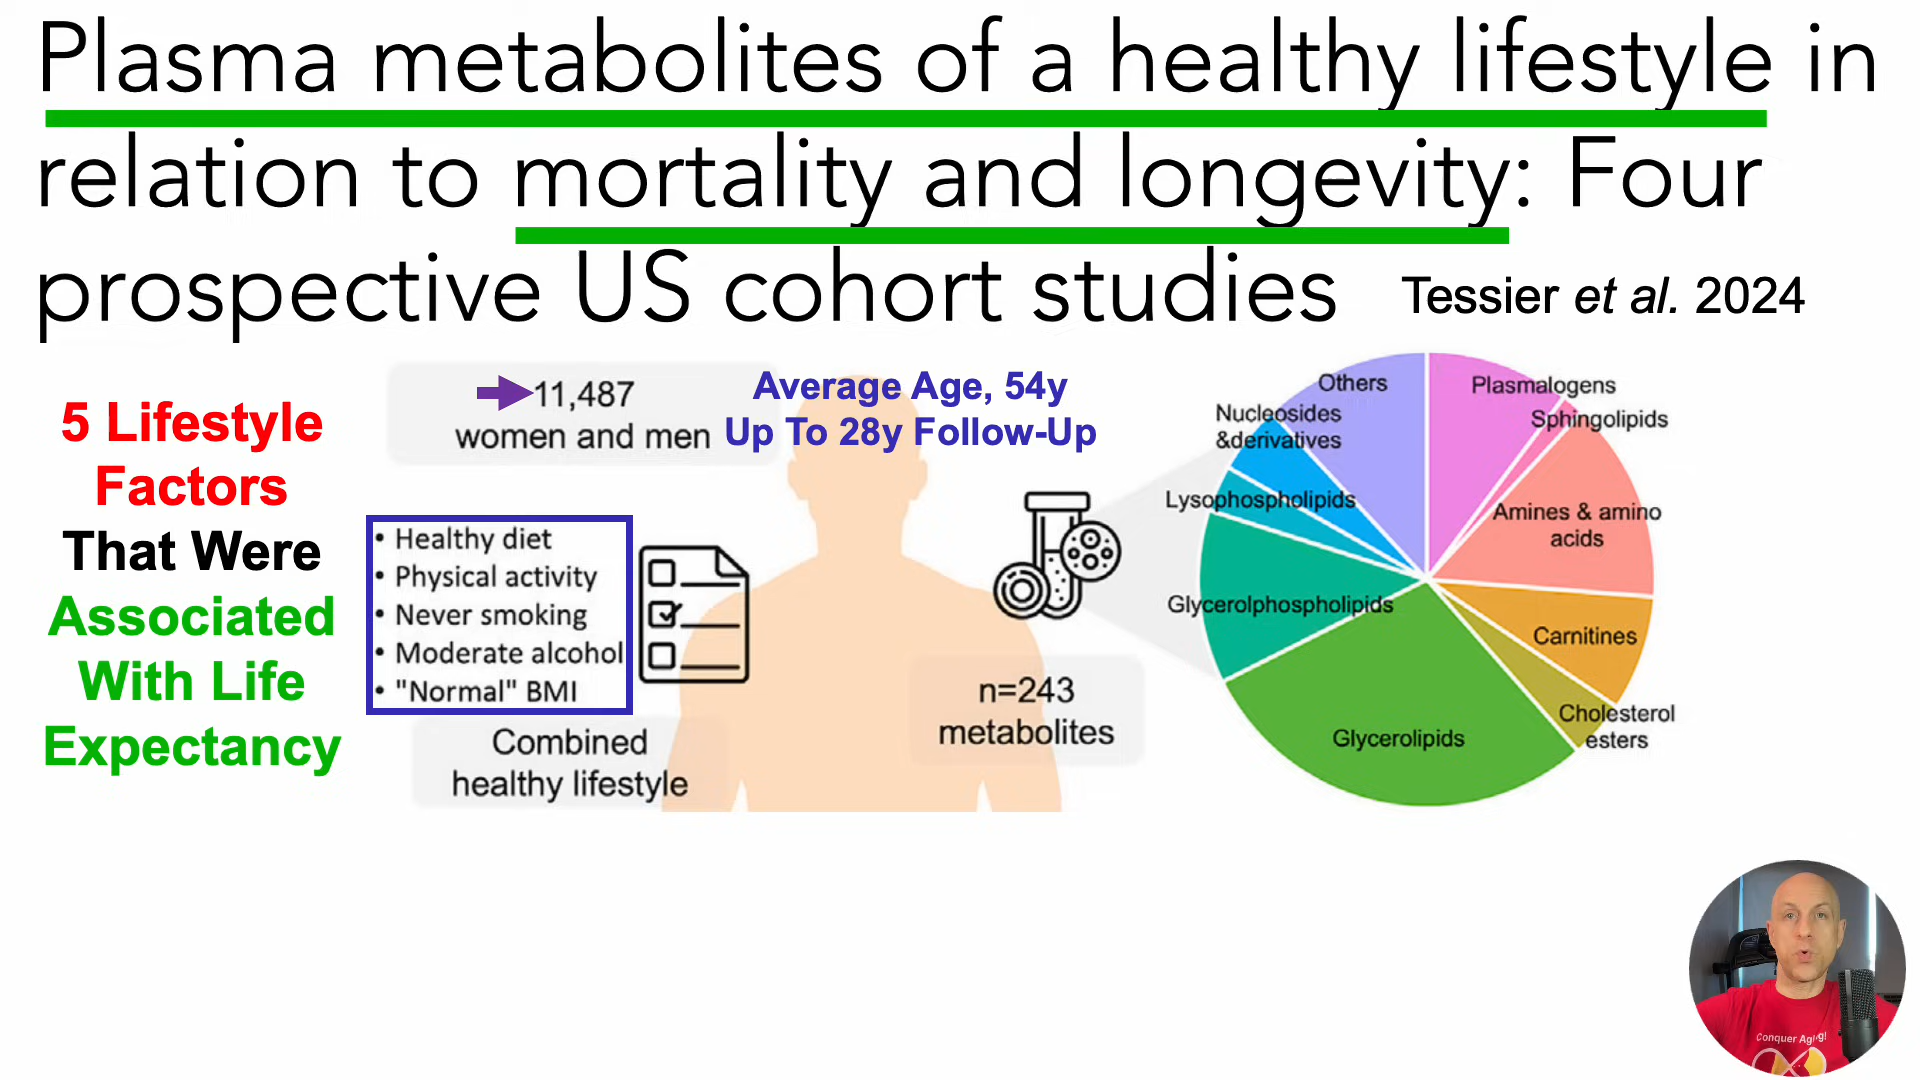 Plasma metabolites of a healthy lifestyle in
relation to mortality and longevity: Four
prospective US cohort studies
Tessier et al. 2024
5 Lifestyle
Factors
That Were
Associated
With Life
Expectancy
11,487
women and men
Average Age, 54y
Up To 28y Follow-Up
• Healthy diet
• Physical activity
• Never smoking
• Moderate alcohol
• "Normal" BMI
Combined
healthy lifestyle
n=243
metabolites
Others
Plasmalogens
Nucleosides
&derivatives
Sphingolipids
Lysophospholipids
Amines & amino
acids
Glycerolphospholipids
Carnitines
Cholesterol
esters
Glycerolipids
Conquer Aging!